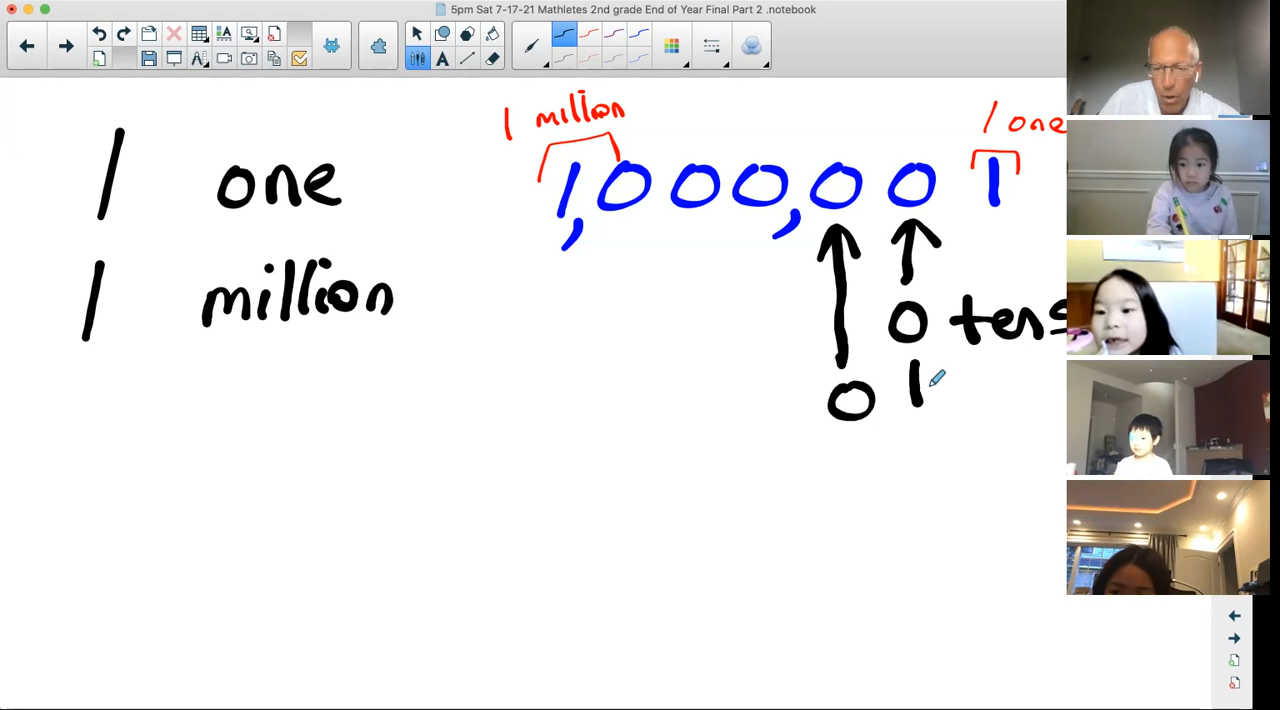 5pm Sat 7-17-21 Mathletes 2nd grade End of Year Final Part 2 .notebook
1 million
1 one
1 one
1,000,001
1 million
0 tens
0 l